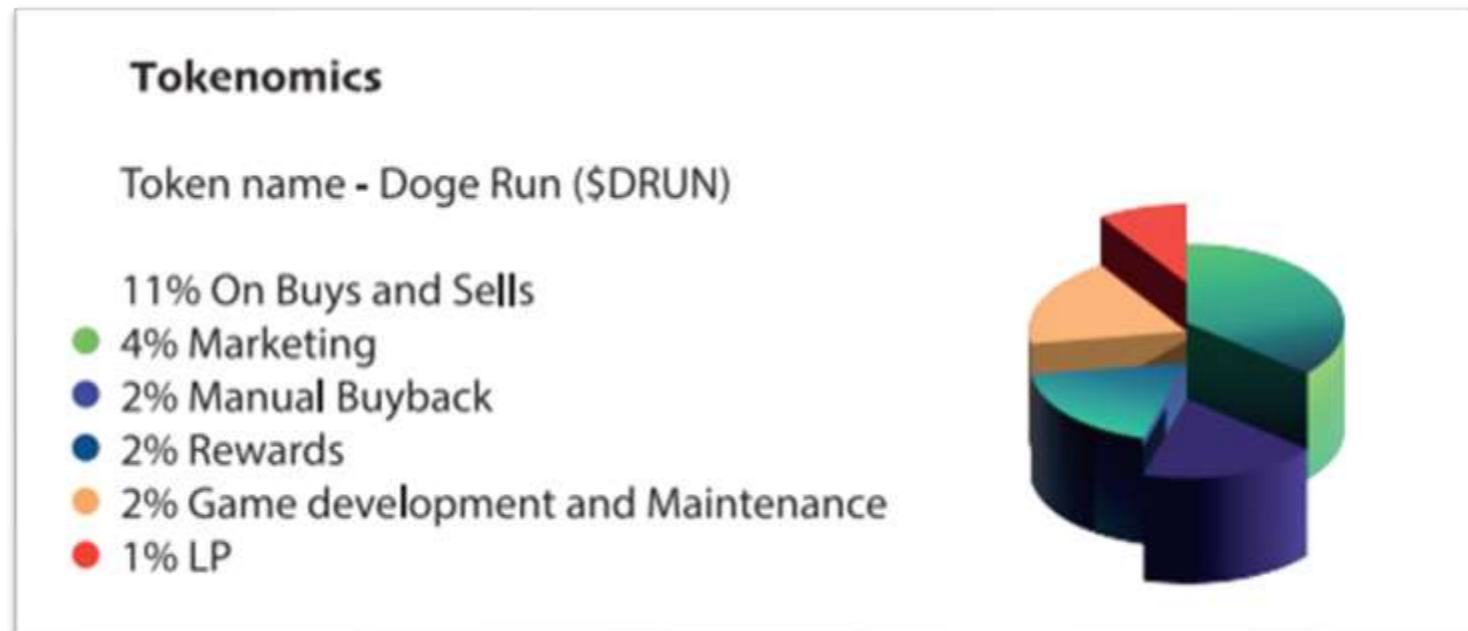 Tokenomics
Token name - Doge Run ($DRUN)
11% On Buys and Sells
4% Marketing
2% Manual Buyback
2% Rewards
2% Game development and Maintenance
1% LP